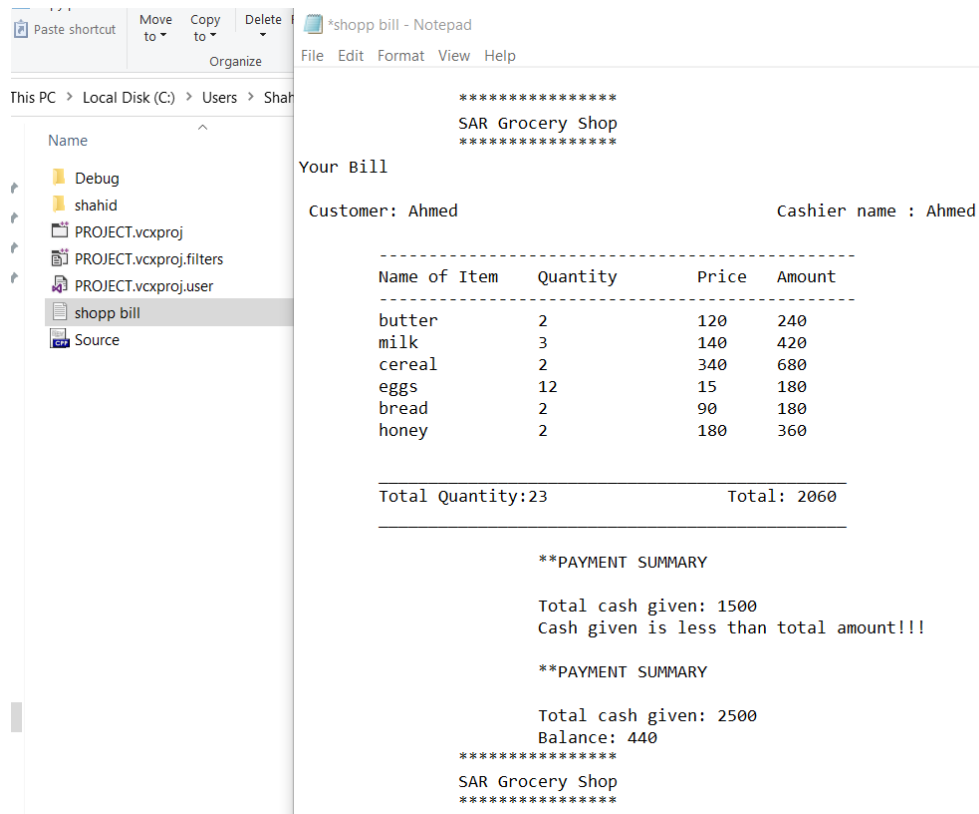 Paste shortcut
Move to
Copy to
Delete
Organize
This PC > Local Disk (C:) > Users >
Name
Debug
shahid
PROJECT.vcxproj
PROJECT.vcxproj.filters
PROJECT.vcxproj.user
shopp bill
Source
*shopp bill - Notepad
File Edit Format View Help
****************
SAR Grocery Shop
****************
Your Bill
Customer: Ahmed Cashier name : Ahmed
------------------------------------------------
Name of Item Quantity Price Amount
------------------------------------------------
butter 2 120 240
milk 3 140 420
cereal 2 340 680
eggs 12 15 180
bread 2 90 180
honey 2 180 360
_______________________________________________
Total Quantity:23 Total: 2060
_______________________________________________
**PAYMENT SUMMARY
Total cash given: 1500
Cash given is less than total amount!!!
**PAYMENT SUMMARY
Total cash given: 2500
Balance: 440
****************
SAR Grocery Shop
****************